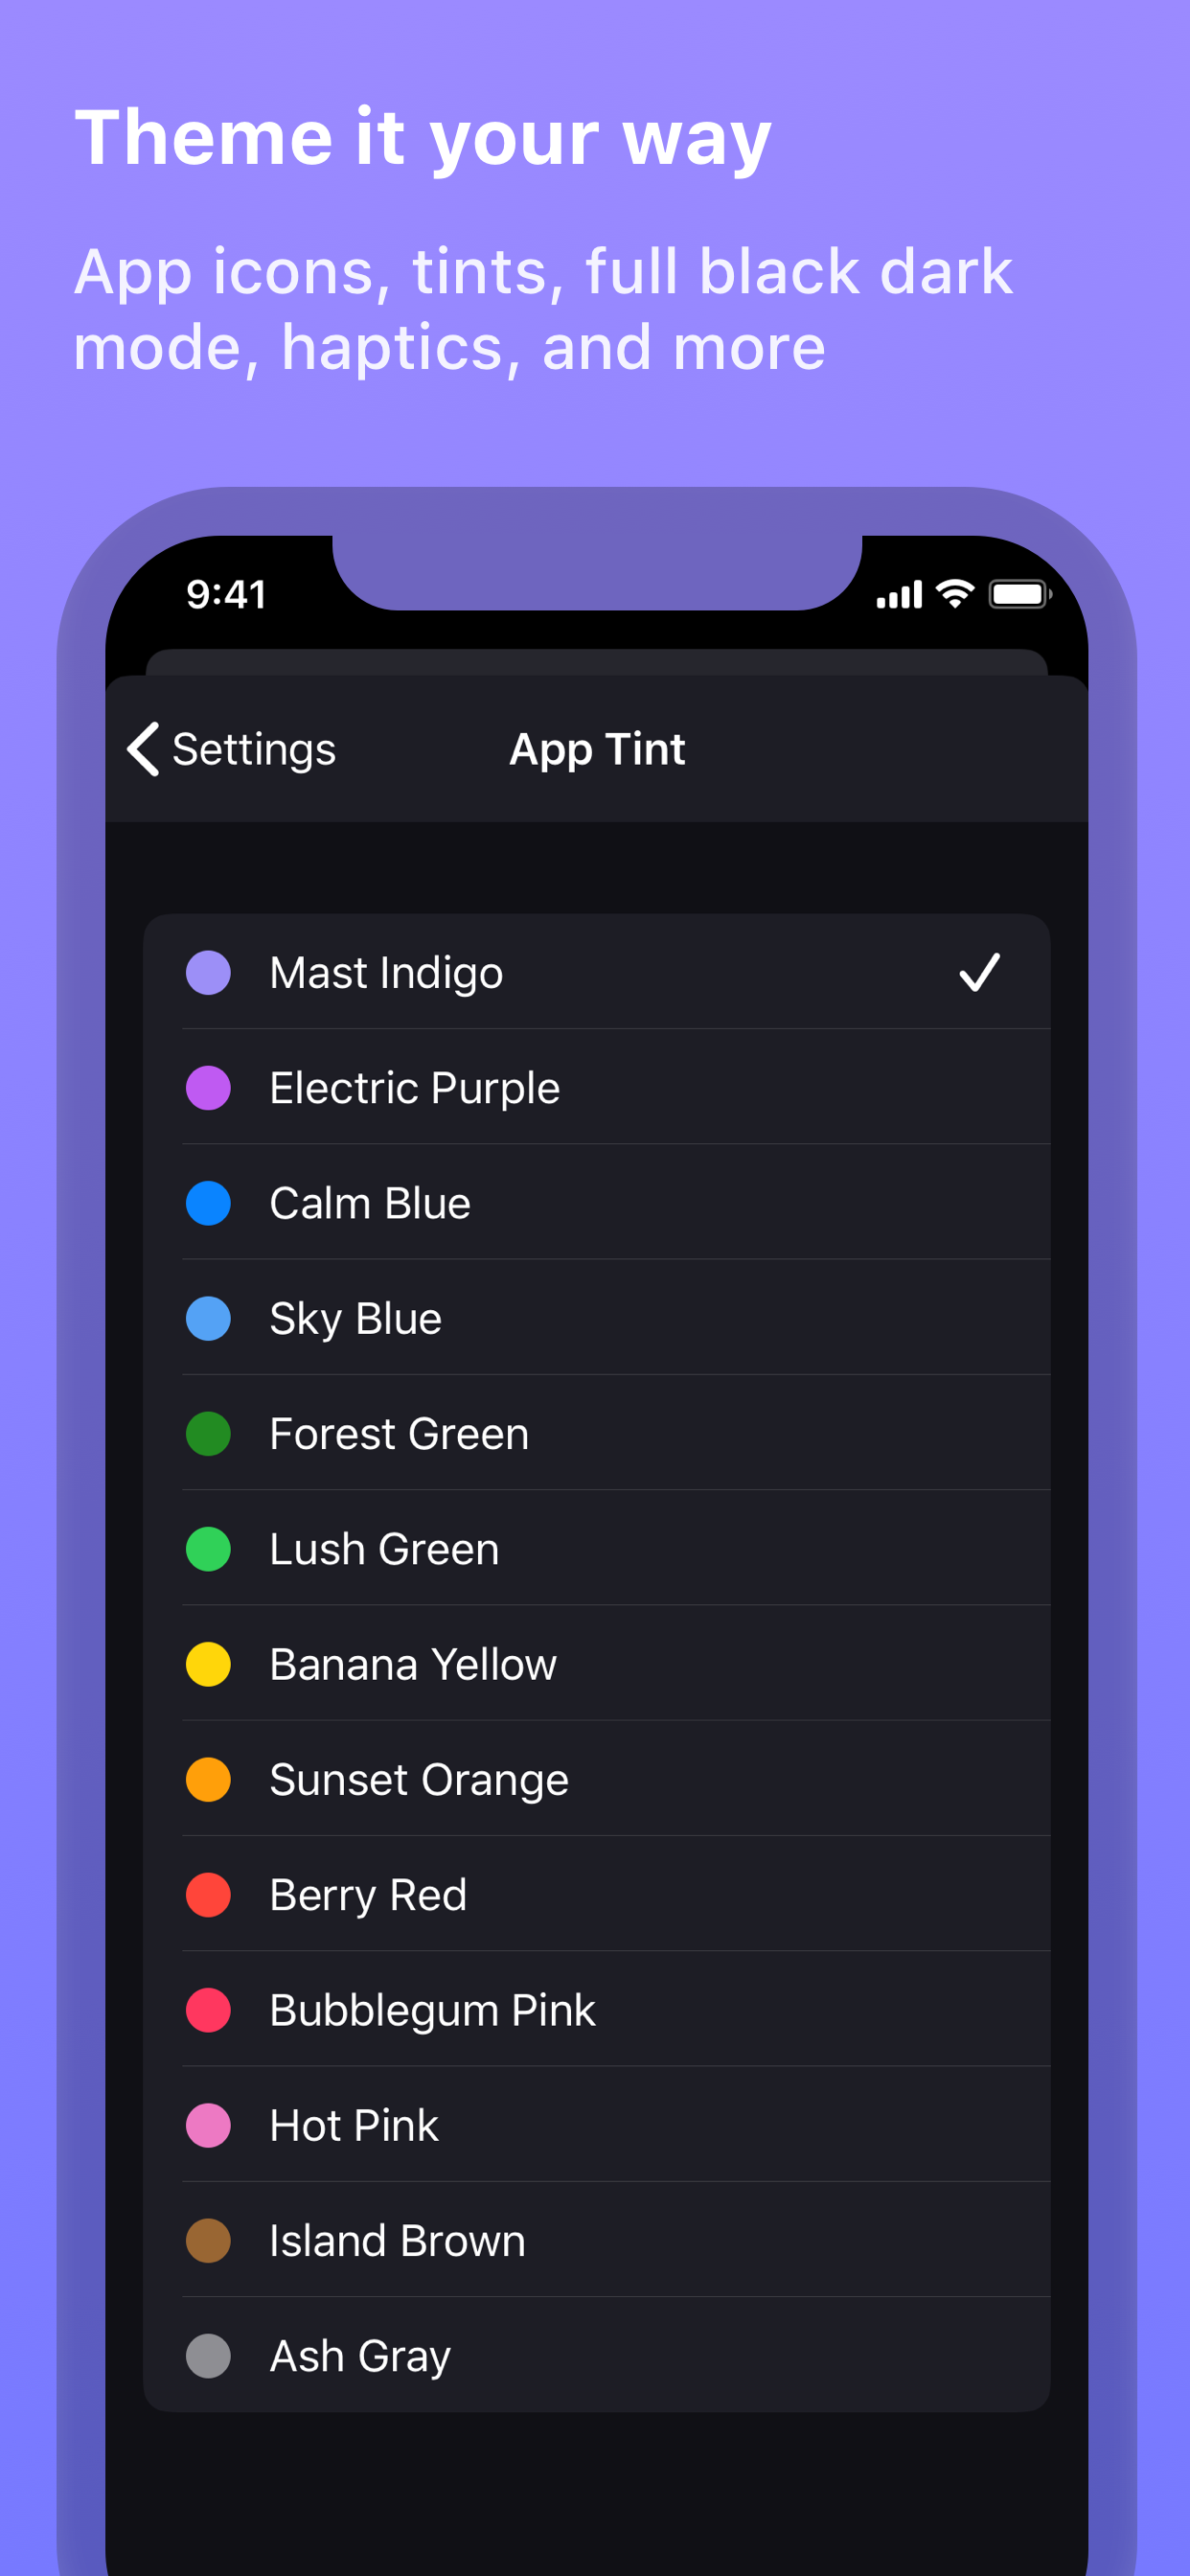 Theme it your way
App icons, tints, full black dark
mode, haptics, and more
9:41
Settings
App Tint
Mast Indigo
Electric Purple
Calm Blue
Sky Blue
Forest Green
Lush Green
Banana Yellow
Sunset Orange
Berry Red
Bubblegum Pink
Hot Pink
Island Brown
Ash Gray